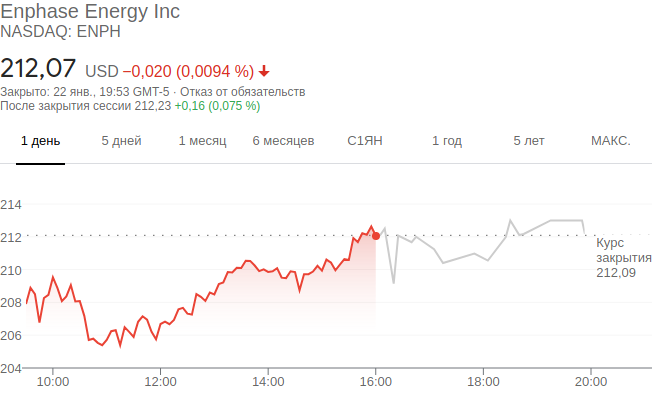 Enphase Energy Inc
NASDAQ: ENPH
212,07 USD −0,020 (0,0094 %)
Закрыто: 22 янв., 19:53 GMT-5 · Отказ от обязательств
После закрытия сессии 212,23 +0,16 (0,075 %)
1 день 5 дней 1 месяц 6 месяцев С1ЯН 1 год 5 лет МАКС.
214
212
210
208
206
204
Курс
закрытия
212,09
10:00 12:00 14:00 16:00 18:00 20:00